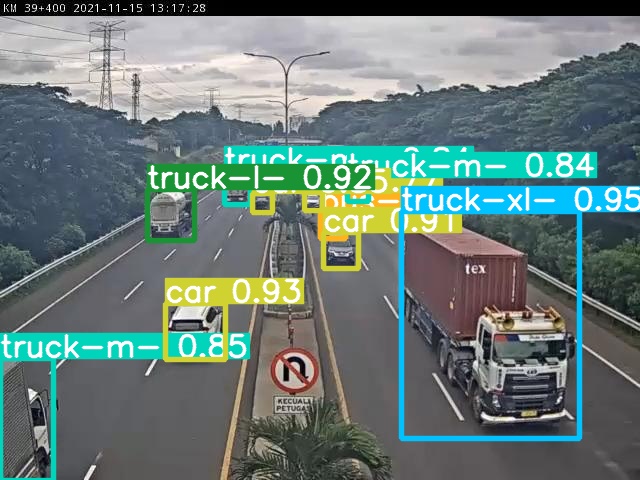 KM 39+400 2021-11-15 13:17:28
truck-m- 0.84
truck-l- 0.92
truck-xl- 0.95
car 0.91
tex
car 0.93
truck-m- 0.85
KECUALI
PETUGAS